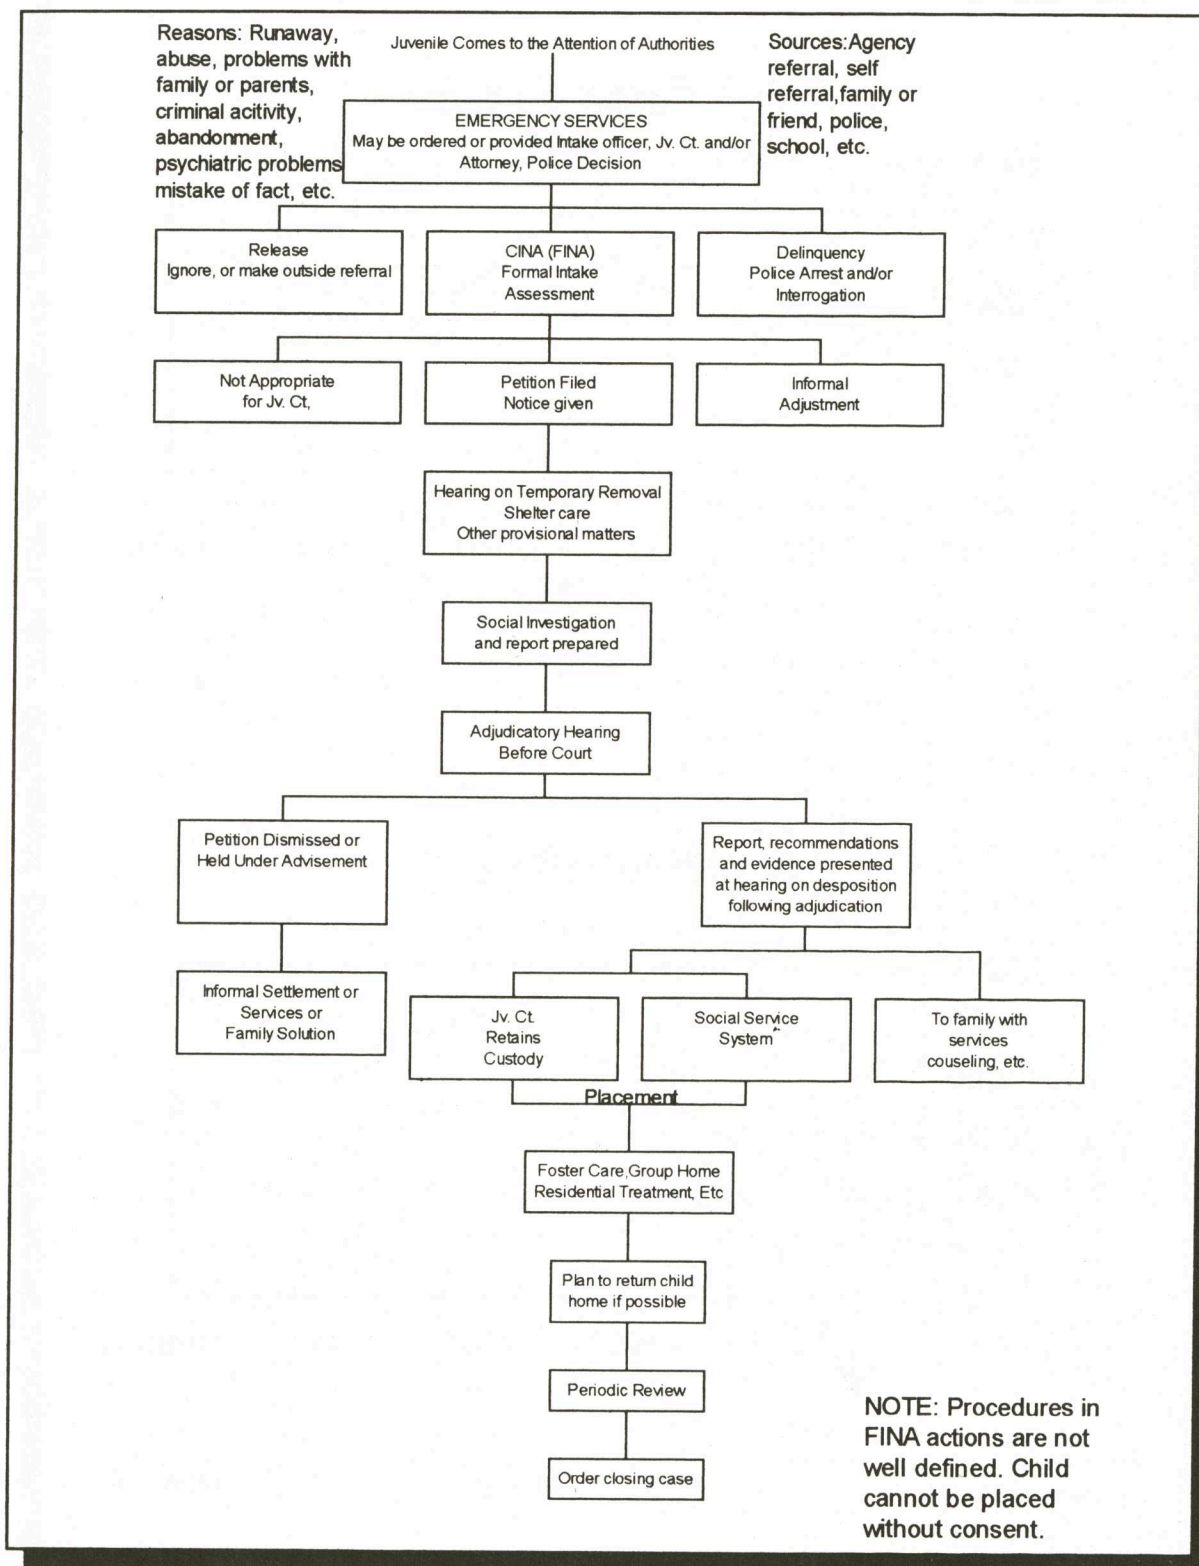 Reasons: Runaway,
abuse, problems with
family or parents,
criminal acitivity,
abandonment,
psychiatric problems
mistake of fact, etc.
Juvenile Comes to the Attention of Authorities
Sources:Agency
referral, self
referral,family or
friend, police,
school, etc.
EMERGENCY SERVICES
May be ordered or provided Intake officer, Jv. Ct. and/or
Attorney, Police Decision
Release
Ignore, or make outside referral
CINA (FINA)
Formal Intake
Assessment
Delinquency
Police Arrest and/or
Interrogation
Not Appropriate
for Jv. Ct,
Petition Filed
Notice given
Informal
Adjustment
Hearing on Temporary Removal
Shelter care
Other provisional matters
Social Investigation
and report prepared
Adjudicatory Hearing
Before Court
Petition Dismissed or
Held Under Advisement
Report, recommendations
and evidence presented
at hearing on desposition
following adjudication
Informal Settlement or
Services or
Family Solution
Jv. Ct.
Retains
Custody
Social Service
System
To family with
services
couseling, etc.
Placement
Foster Care,Group Home
Residential Treatment, Etc
Plan to return child
home if possible
Periodic Review
Order closing case
NOTE: Procedures in
FINA actions are not
well defined. Child
cannot be placed
without consent.